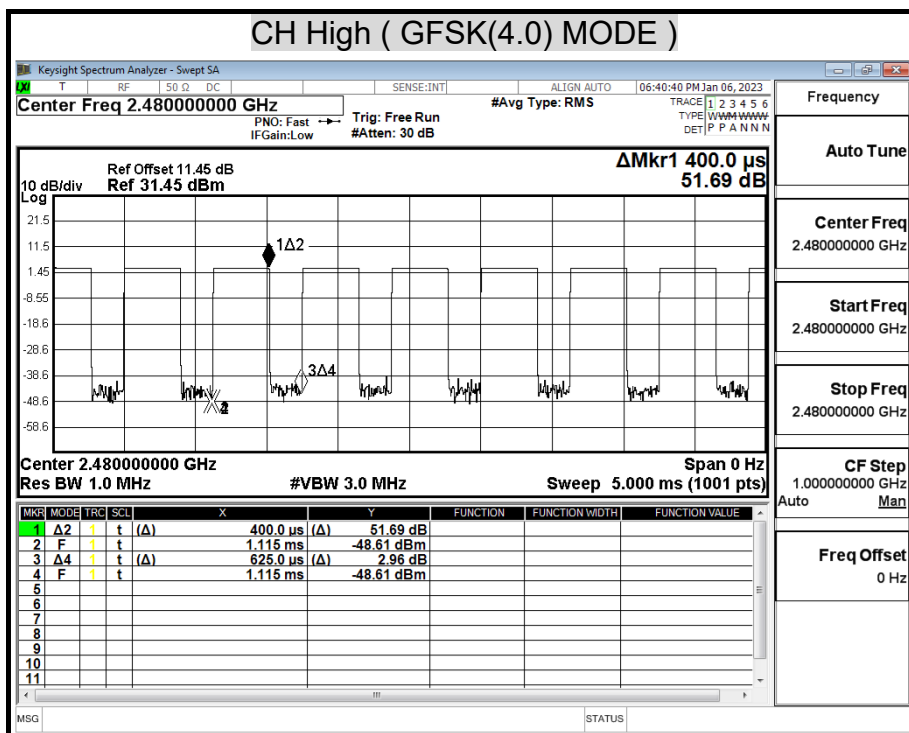 CH High ( GFSK(4.0) MODE )
Keysight Spectrum Analyzer - Swept SA
LXI T RF 50 Ω DC SENSE:INT ALIGN AUTO 06:40:40 PM Jan 06, 2023
Center Freq 2.480000000 GHz
PNO: Fast
IFGain:Low
Trig: Free Run
#Atten: 30 dB
#Avg Type: RMS
TRACE 1 2 3 4 5 6
TYPE WWMWWWW
DET P P A N N N
Ref Offset 11.45 dB
10 dB/div Ref 31.45 dBm
Log
ΔMkr1 400.0 µs
51.69 dB
21.5
11.5
1.45
-8.55
-18.6
-28.6
-38.6
-48.6
-58.6
1Δ2
3Δ4
Center 2.480000000 GHz Span 0 Hz
Res BW 1.0 MHz #VBW 3.0 MHz Sweep 5.000 ms (1001 pts)
MKR MODE TRC SCL X Y FUNCTION FUNCTION WIDTH FUNCTION VALUE
1 Δ2 1 t (Δ) 400.0 µs (Δ) 51.69 dB
2 F 1 t 1.115 ms -48.61 dBm
3 Δ4 1 t (Δ) 625.0 µs (Δ) 2.96 dB
4 F 1 t 1.115 ms -48.61 dBm
5
6
7
8
9
10
11
MSG STATUS
Frequency
Auto Tune
Center Freq
2.480000000 GHz
Start Freq
2.480000000 GHz
Stop Freq
2.480000000 GHz
CF Step
1.000000000 GHz
Auto Man
Freq Offset
0 Hz